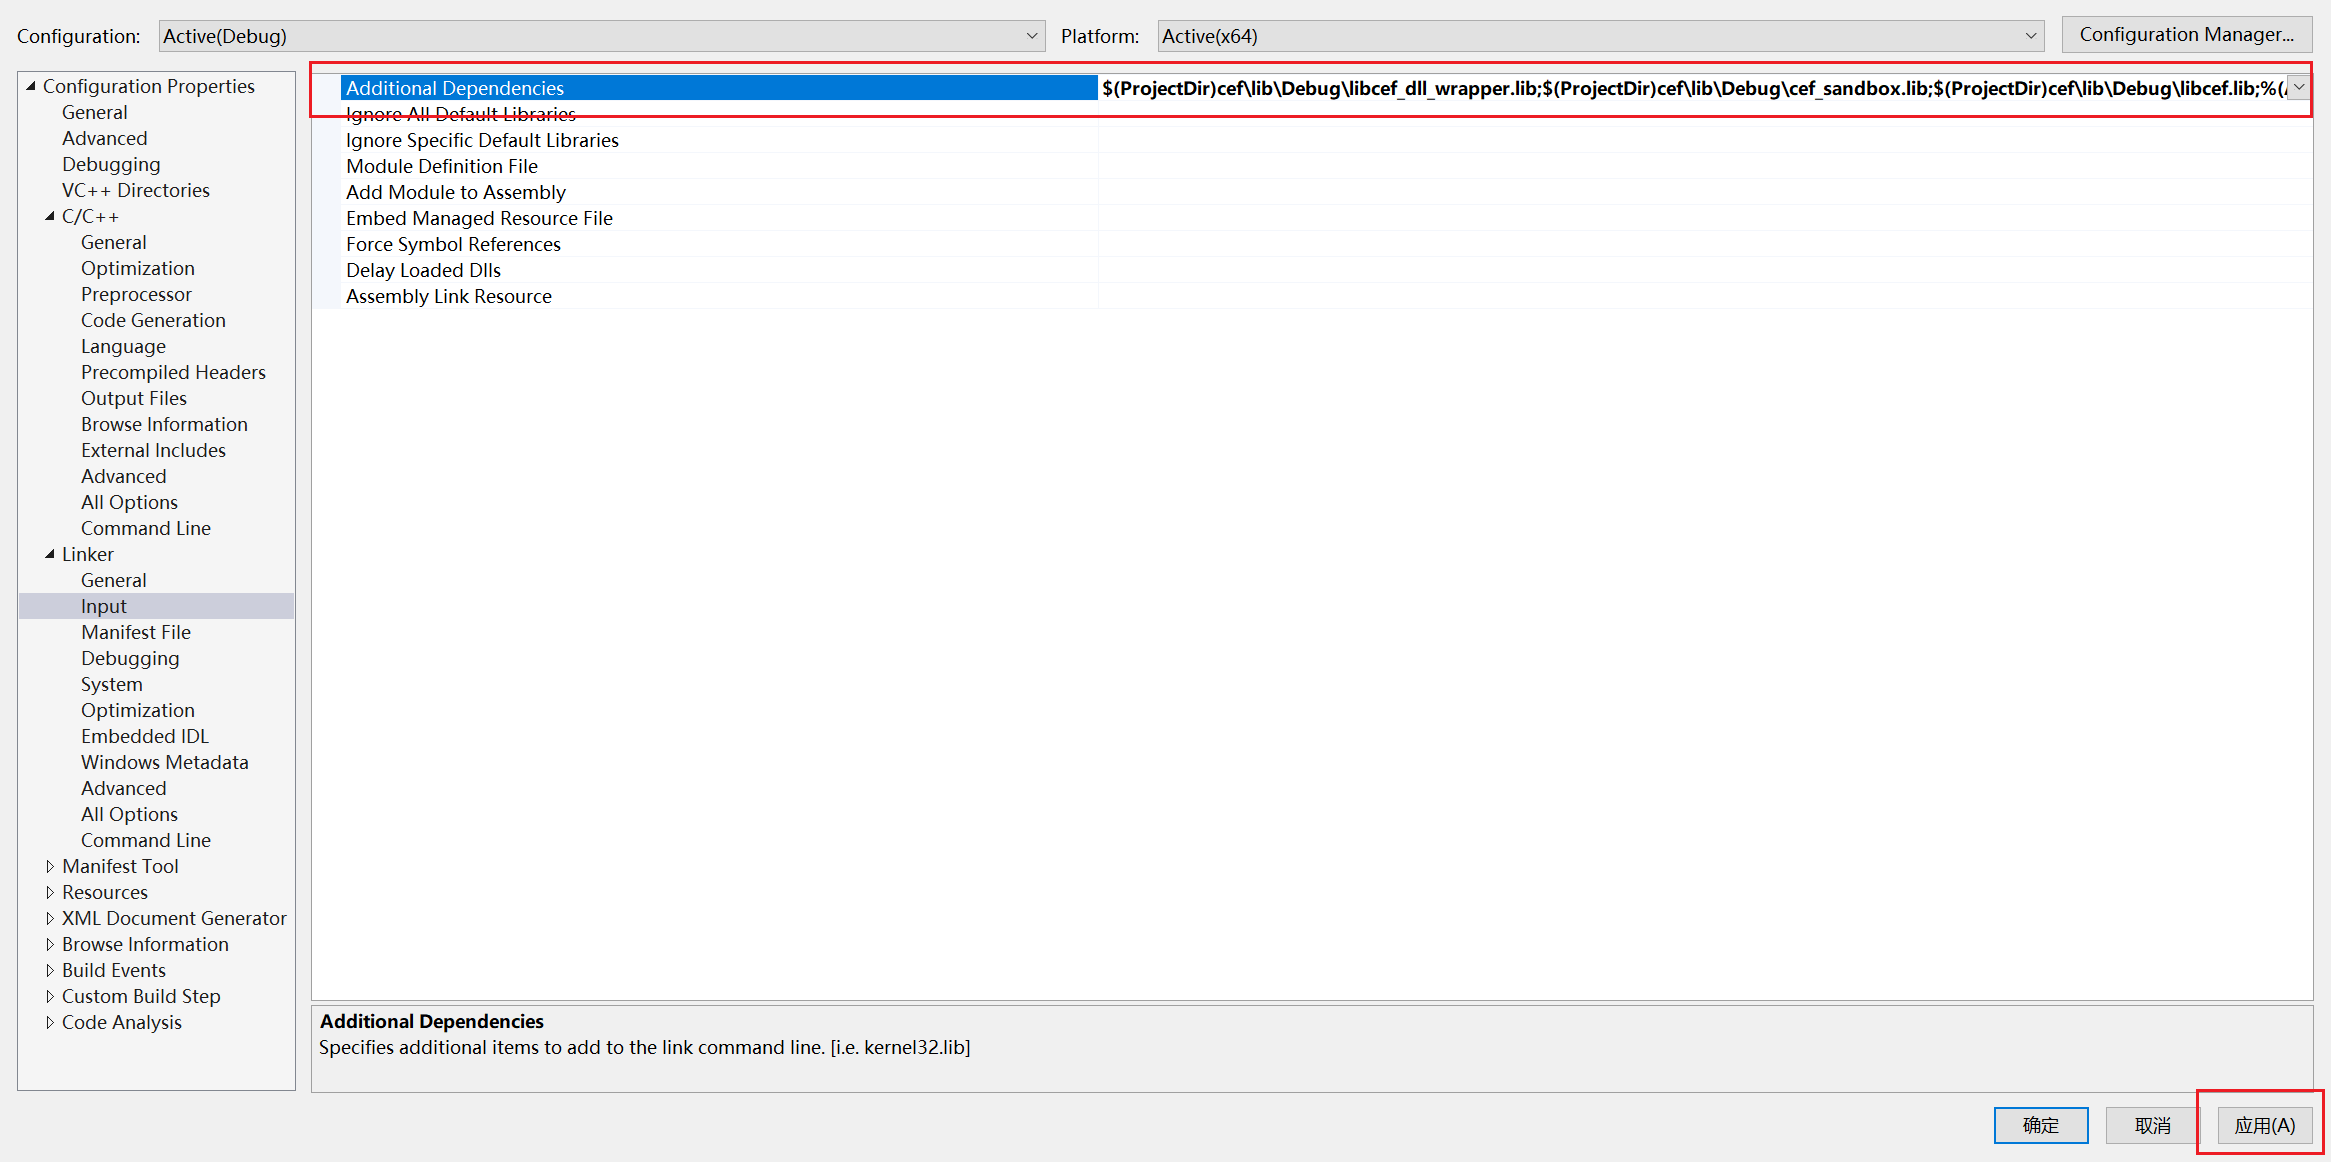 Configuration: Active(Debug) Platform: Active(x64) Configuration Manager...
Configuration Properties
General
Advanced
Debugging
VC++ Directories
C/C++
General
Optimization
Preprocessor
Code Generation
Language
Precompiled Headers
Output Files
Browse Information
External Includes
Advanced
All Options
Command Line
Linker
General
Input
Manifest File
Debugging
System
Optimization
Embedded IDL
Windows Metadata
Advanced
All Options
Command Line
Manifest Tool
Resources
XML Document Generator
Browse Information
Build Events
Custom Build Step
Code Analysis
Additional Dependencies $(ProjectDir)cef\lib\Debug\libcef_dll_wrapper.lib;$(ProjectDir)cef\lib\Debug\cef_sandbox.lib;$(ProjectDir)cef\lib\Debug\libcef.lib;%(
Ignore All Default Libraries
Ignore Specific Default Libraries
Module Definition File
Add Module to Assembly
Embed Managed Resource File
Force Symbol References
Delay Loaded Dlls
Assembly Link Resource
Additional Dependencies
Specifies additional items to add to the link command line. [i.e. kernel32.lib]
确定 取消 应用(A)